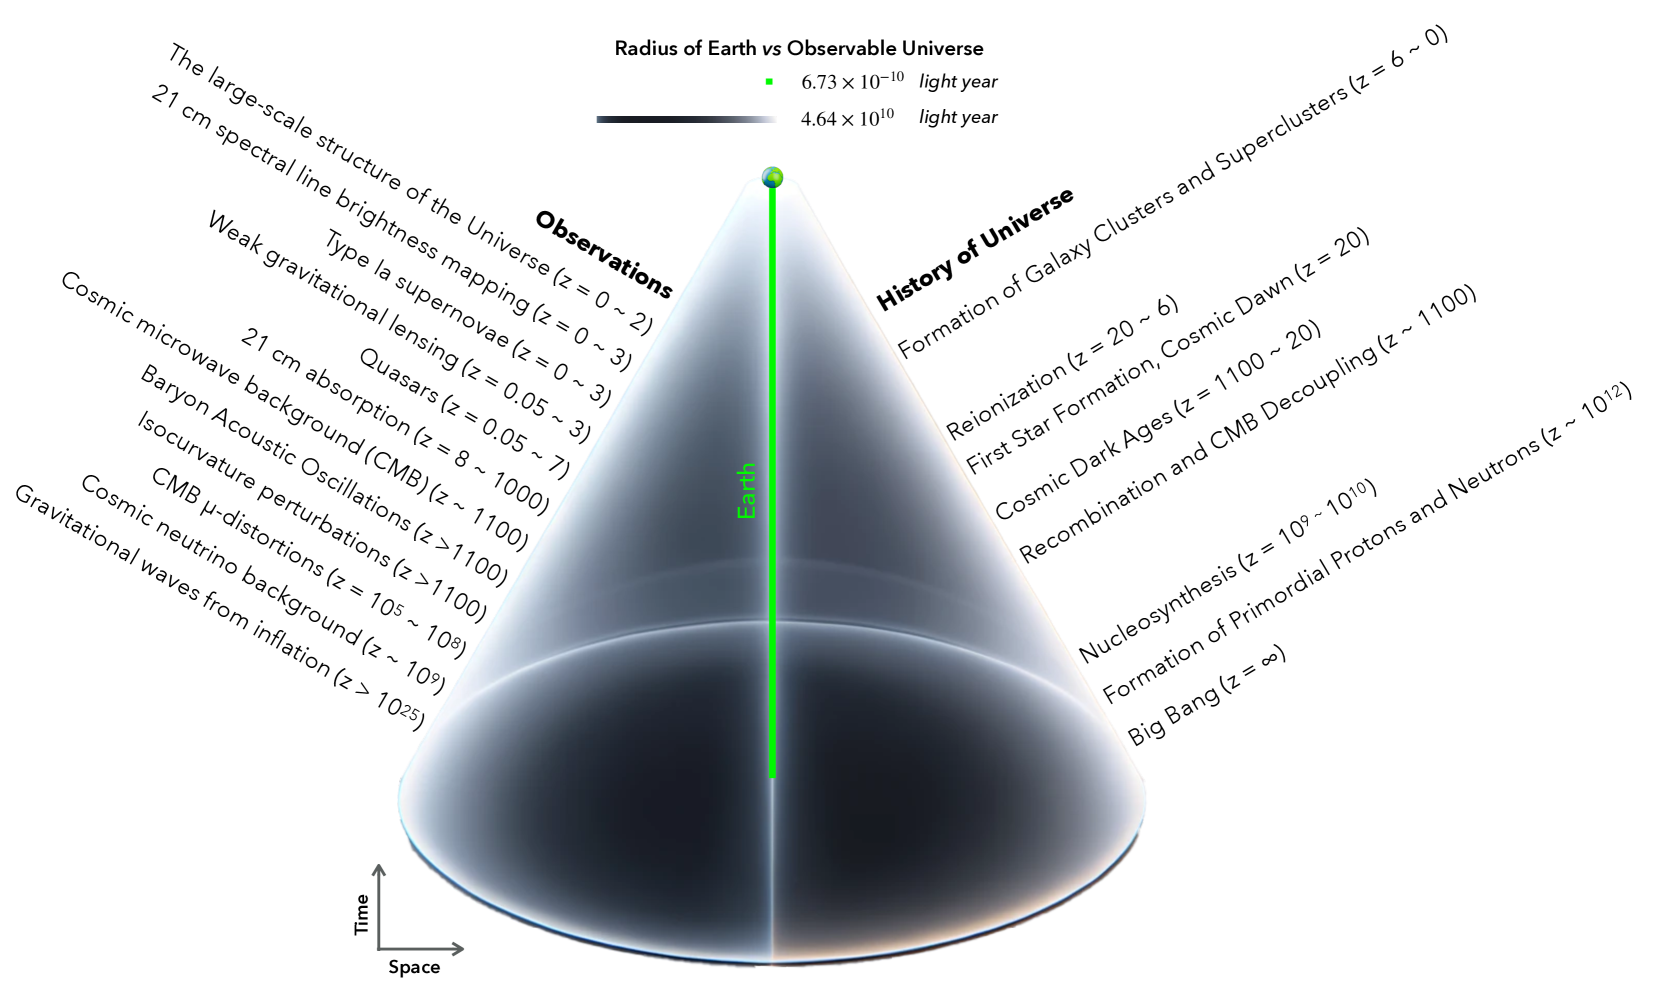 Radius of Earth vs Observable Universe
6.73 × 10⁻¹⁰ light year
4.64 × 10¹⁰ light year
Observations
The large-scale structure of the Universe (z = 0 ~ 2)
21 cm spectral line brightness mapping (z = 0 ~ 3)
Type Ia supernovae (z = 0 ~ 3)
Weak gravitational lensing (z = 0.05 ~ 3)
Quasars (z = 0.05 ~ 7)
21 cm absorption (z = 8 ~ 1000)
Cosmic microwave background (CMB) (z ~ 1100)
Baryon Acoustic Oscillations (z >1100)
Isocurvature perturbations (z >1100)
CMB μ-distortions (z = 10⁵ ~ 10⁸)
Cosmic neutrino background (z ~ 10⁹)
Gravitational waves from inflation (z > 10²⁵)
History of Universe
Formation of Galaxy Clusters and Superclusters (z = 6 ~ 0)
Reionization (z = 20 ~ 6)
First Star Formation, Cosmic Dawn (z = 20)
Cosmic Dark Ages (z = 1100 ~ 20)
Recombination and CMB Decoupling (z ~ 1100)
Nucleosynthesis (z = 10⁹ ~ 10¹⁰)
Formation of Primordial Protons and Neutrons (z ~ 10¹²)
Big Bang (z = ∞)
Earth
Time
Space